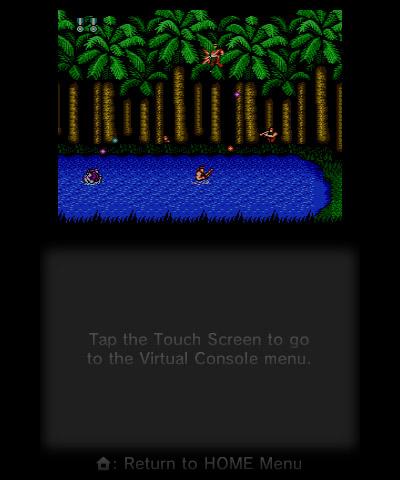 Tap the Touch Screen to go
to the Virtual Console menu.
: Return to HOME Menu